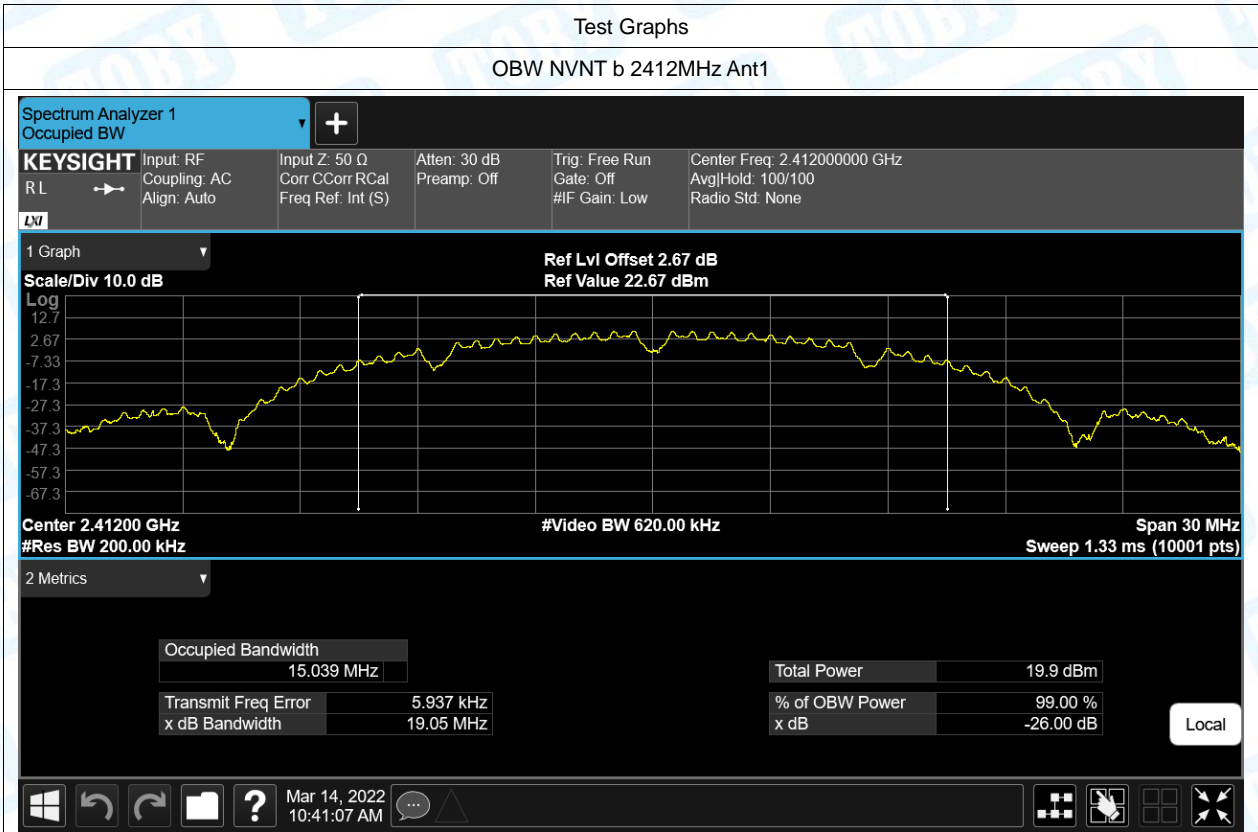 Test Graphs
OBW NVNT b 2412MHz Ant1
Spectrum Analyzer 1
Occupied BW
KEYSIGHT
RL
LXI
Input: RF
Coupling: AC
Align: Auto
Input Z: 50 Ω
Corr CCorr RCal
Freq Ref: Int (S)
Atten: 30 dB
Preamp: Off
Trig: Free Run
Gate: Off
#IF Gain: Low
Center Freq: 2.412000000 GHz
Avg|Hold: 100/100
Radio Std: None
1 Graph
Scale/Div 10.0 dB
Ref Lvl Offset 2.67 dB
Ref Value 22.67 dBm
Log
12.7
2.67
-7.33
-17.3
-27.3
-37.3
-47.3
-57.3
-67.3
Center 2.41200 GHz
#Video BW 620.00 kHz
Span 30 MHz
#Res BW 200.00 kHz
Sweep 1.33 ms (10001 pts)
2 Metrics
Occupied Bandwidth
15.039 MHz
Total Power 19.9 dBm
Transmit Freq Error 5.937 kHz
% of OBW Power 99.00 %
x dB Bandwidth 19.05 MHz
x dB -26.00 dB
Local
Mar 14, 2022
10:41:07 AM
TOBY